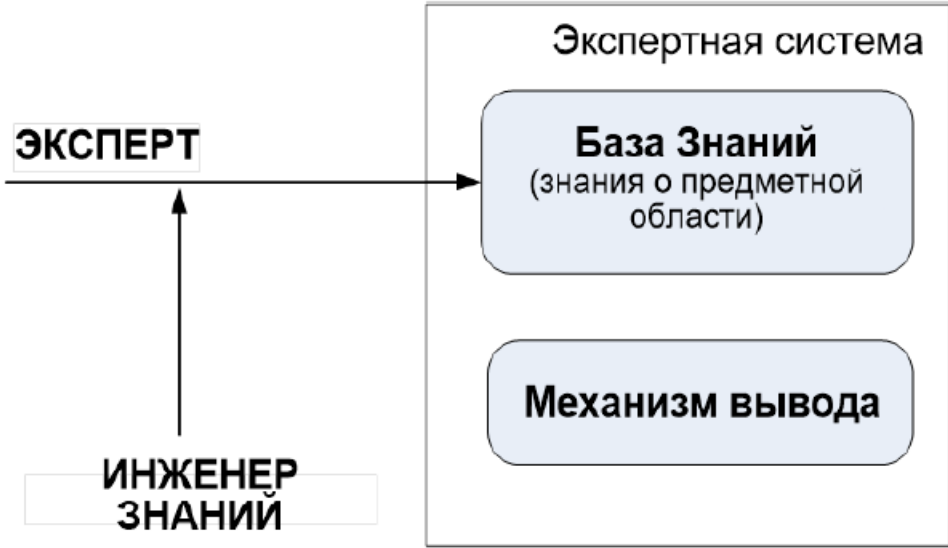 Экспертная система
ЭКСПЕРТ
База Знаний
(знания о предметной
области)
Механизм вывода
ИНЖЕНЕР
ЗНАНИЙ